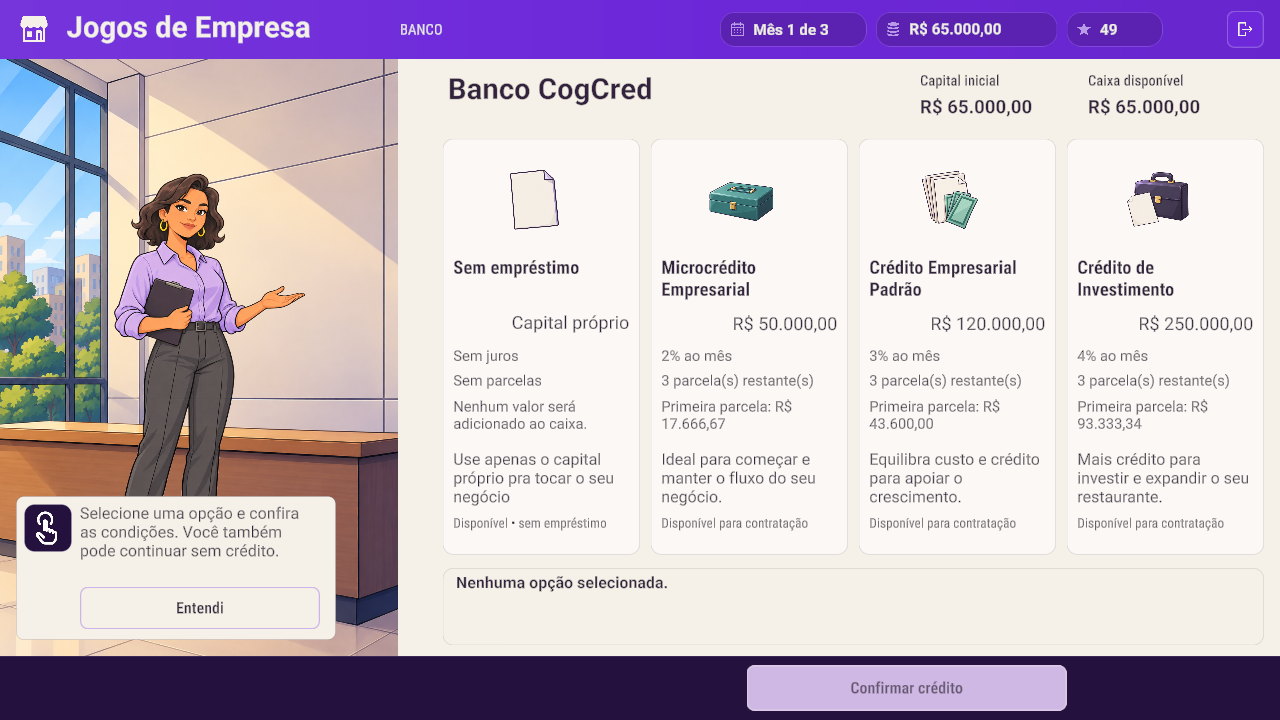 Jogos de Empresa
BANCO
Mês 1 de 3
R$ 65.000,00
49
Banco CogCred
Capital inicial
R$ 65.000,00
Caixa disponível
R$ 65.000,00
Sem empréstimo
Capital próprio
Sem juros
Sem parcelas
Nenhum valor será
adicionado ao caixa.
Use apenas o capital
próprio pra tocar o seu
negócio
Disponível • sem empréstimo
Microcrédito
Empresarial
R$ 50.000,00
2% ao mês
3 parcela(s) restante(s)
Primeira parcela: R$
17.666,67
Ideal para começar e
manter o fluxo do seu
negócio.
Disponível para contratação
Crédito Empresarial
Padrão
R$ 120.000,00
3% ao mês
3 parcela(s) restante(s)
Primeira parcela: R$
43.600,00
Equilibra custo e crédito
para apoiar o
crescimento.
Disponível para contratação
Crédito de
Investimento
R$ 250.000,00
4% ao mês
3 parcela(s) restante(s)
Primeira parcela: R$
93.333,34
Mais crédito para
investir e expandir o seu
restaurante.
Disponível para contratação
Selecione uma opção e confira
as condições. Você também
pode continuar sem crédito.
Entendi
Nenhuma opção selecionada.
Confirmar crédito